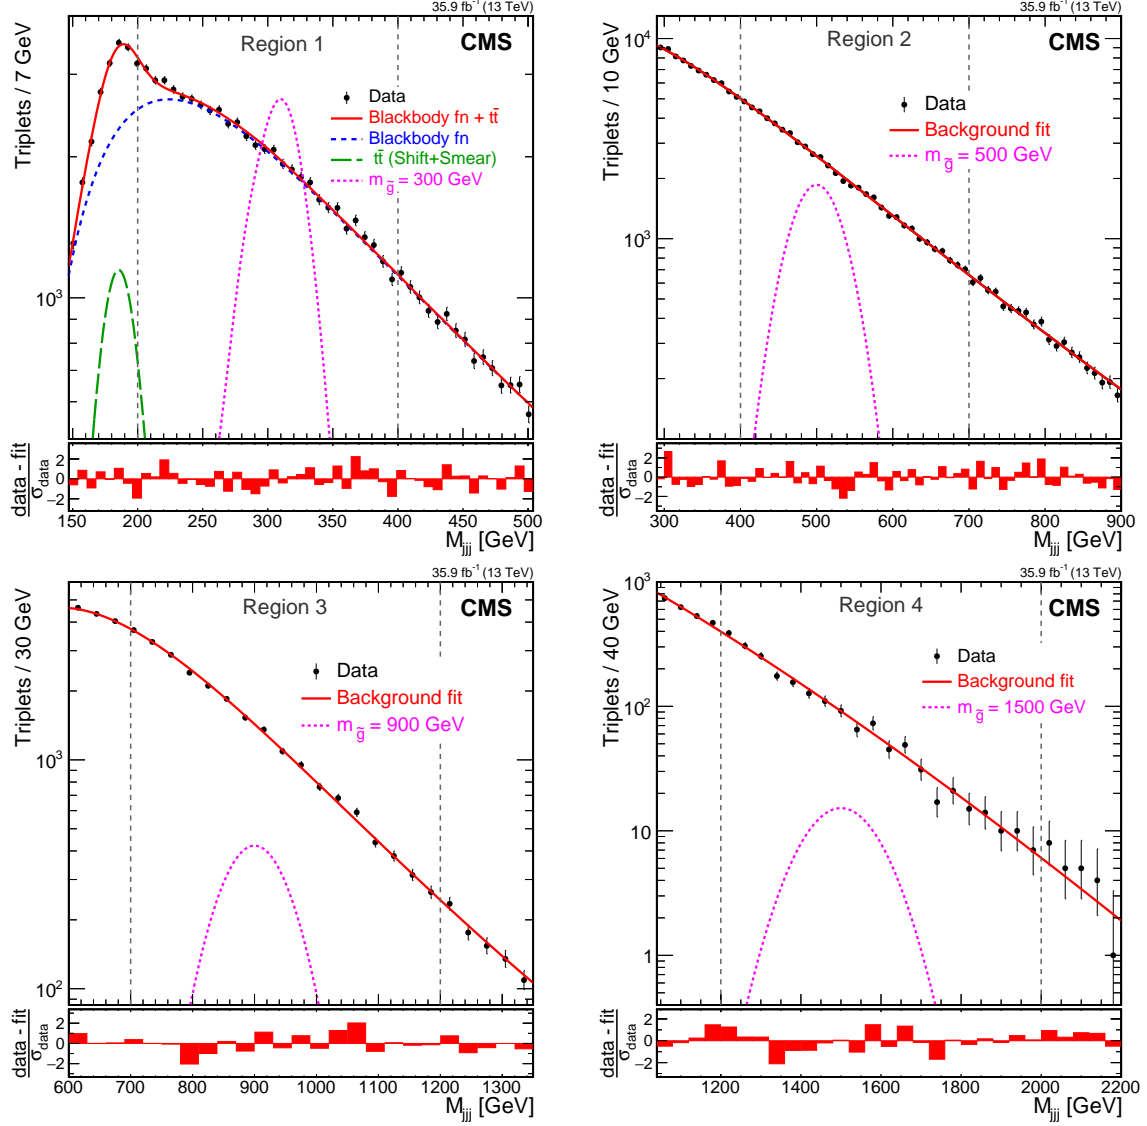 35.9 fb⁻¹ (13 TeV)
Triplets / 7 GeV
Region 1
CMS
Data
Blackbody fn + tt̄
Blackbody fn
tt̄ (Shift+Smear)
m_g̃ = 300 GeV
10³
data - fit
σ_data
2
0
−2
150 200 250 300 350 400 450 500
M_jjj [GeV]
35.9 fb⁻¹ (13 TeV)
Triplets / 10 GeV
Region 2
CMS
10⁴
Data
Background fit
m_g̃ = 500 GeV
10³
data - fit
σ_data
2
0
−2
300 400 500 600 700 800 900
M_jjj [GeV]
35.9 fb⁻¹ (13 TeV)
Triplets / 30 GeV
Region 3
CMS
Data
Background fit
m_g̃ = 900 GeV
10³
10²
data - fit
σ_data
2
0
−2
600 700 800 900 1000 1100 1200 1300
M_jjj [GeV]
35.9 fb⁻¹ (13 TeV)
Triplets / 40 GeV
10³
Region 4
CMS
Data
Background fit
m_g̃ = 1500 GeV
10²
10
1
data - fit
σ_data
2
0
−2
1200 1400 1600 1800 2000 2200
M_jjj [GeV]